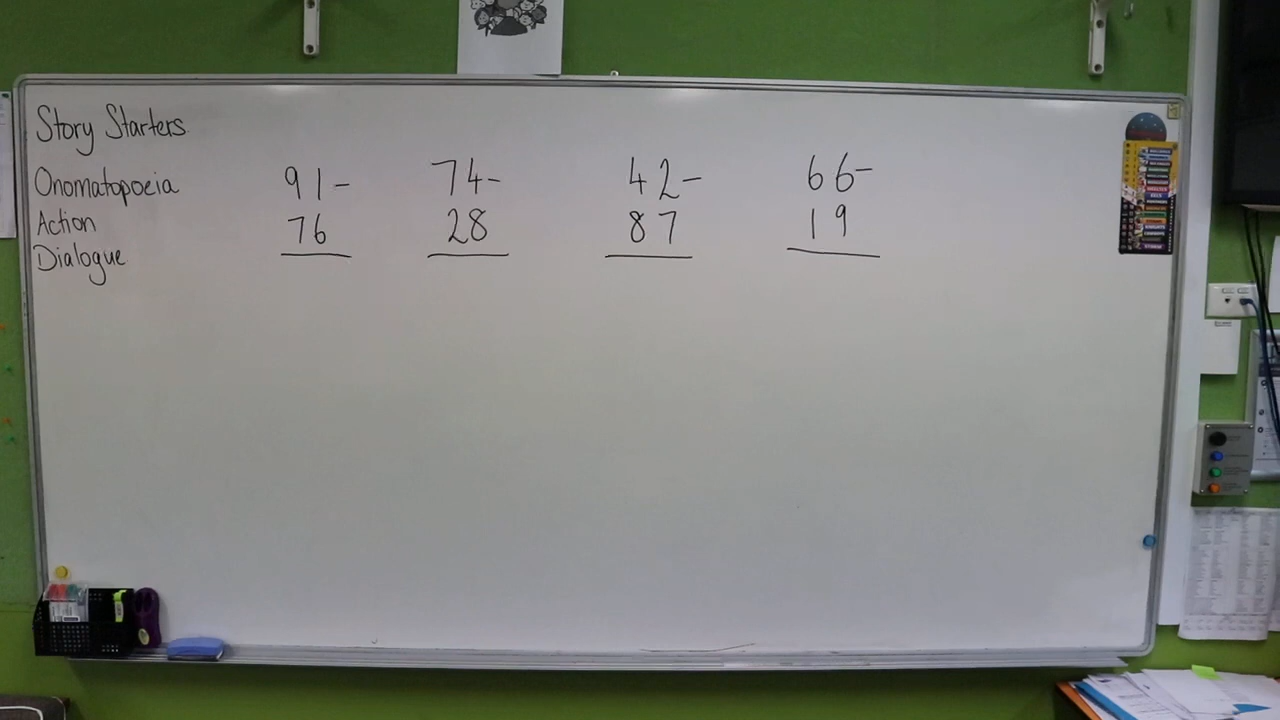 Story Starters
Onomatopoeia
Action
Dialogue
91-
76
74-
28
42-
87
66-
19